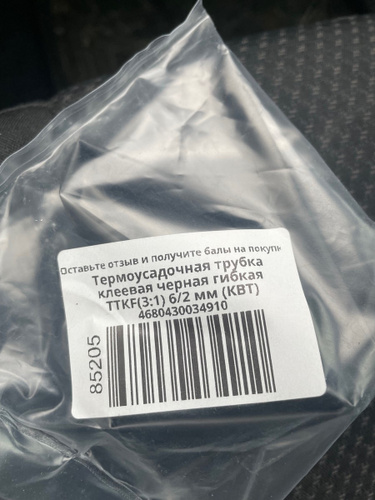 Оставьте отзыв и получите балы на покупк
Термоусадочная трубка
клеевая черная гибкая
TTKF(3:1) 6/2 мм (КВТ)
4680430034910
85205